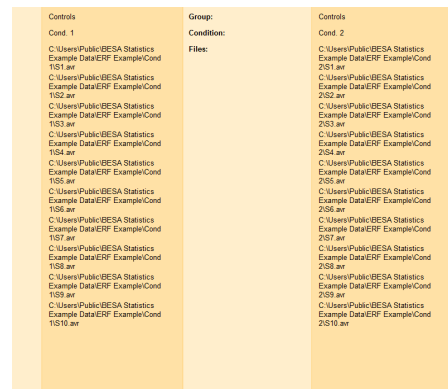 Controls Group: Controls
Cond. 1 Condition: Cond. 2
C:\Users\Public\BESA Statistics Files: C:\Users\Public\BESA Statistics
Example Data\ERF Example\Cond Example Data\ERF Example\Cond
1\S1.avr 2\S1.avr
C:\Users\Public\BESA Statistics C:\Users\Public\BESA Statistics
Example Data\ERF Example\Cond Example Data\ERF Example\Cond
1\S2.avr 2\S2.avr
C:\Users\Public\BESA Statistics C:\Users\Public\BESA Statistics
Example Data\ERF Example\Cond Example Data\ERF Example\Cond
1\S3.avr 2\S3.avr
C:\Users\Public\BESA Statistics C:\Users\Public\BESA Statistics
Example Data\ERF Example\Cond Example Data\ERF Example\Cond
1\S4.avr 2\S4.avr
C:\Users\Public\BESA Statistics C:\Users\Public\BESA Statistics
Example Data\ERF Example\Cond Example Data\ERF Example\Cond
1\S5.avr 2\S5.avr
C:\Users\Public\BESA Statistics C:\Users\Public\BESA Statistics
Example Data\ERF Example\Cond Example Data\ERF Example\Cond
1\S6.avr 2\S6.avr
C:\Users\Public\BESA Statistics C:\Users\Public\BESA Statistics
Example Data\ERF Example\Cond Example Data\ERF Example\Cond
1\S7.avr 2\S7.avr
C:\Users\Public\BESA Statistics C:\Users\Public\BESA Statistics
Example Data\ERF Example\Cond Example Data\ERF Example\Cond
1\S8.avr 2\S8.avr
C:\Users\Public\BESA Statistics C:\Users\Public\BESA Statistics
Example Data\ERF Example\Cond Example Data\ERF Example\Cond
1\S9.avr 2\S9.avr
C:\Users\Public\BESA Statistics C:\Users\Public\BESA Statistics
Example Data\ERF Example\Cond Example Data\ERF Example\Cond
1\S10.avr 2\S10.avr